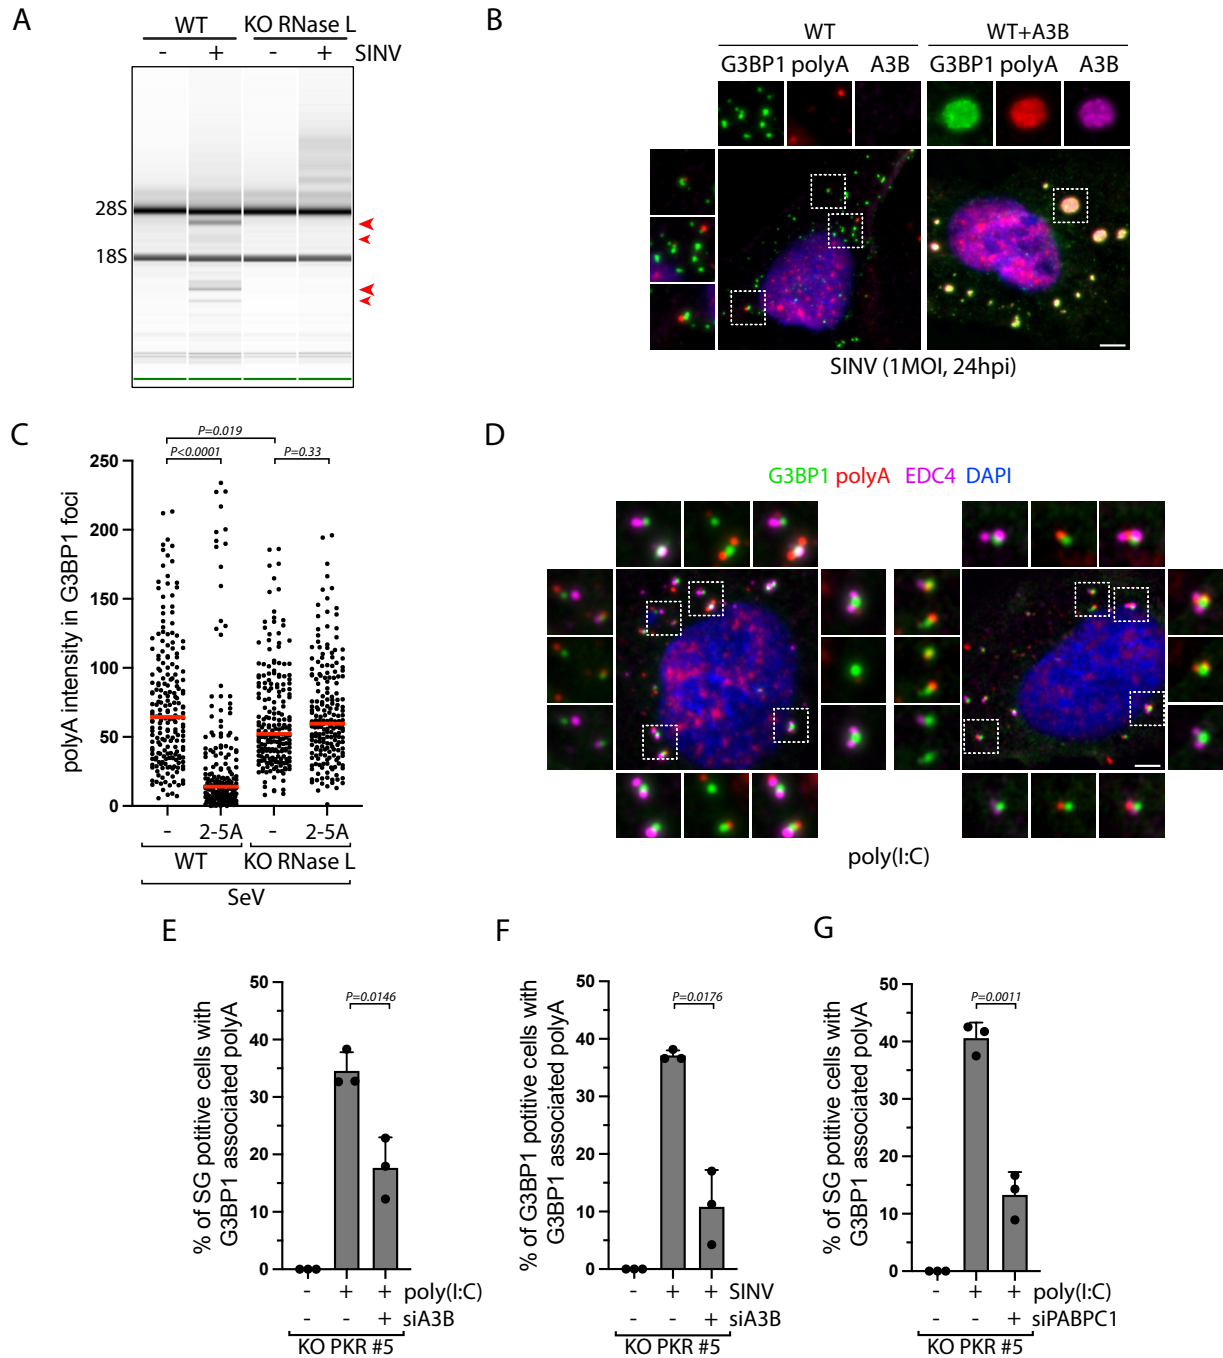 A
WT KO RNase L
- + - + SINV
28S
18S
B
WT WT+A3B
G3BP1 polyA A3B G3BP1 polyA A3B
SINV (1MOI, 24hpi)
C
P=0.019
P<0.0001 P=0.33
polyA intensity in G3BP1 foci
250
200
150
100
50
0
- 2-5A - 2-5A
WT KO RNase L
SeV
D
G3BP1 polyA EDC4 DAPI
poly(I:C)
E
% of SG potitive cells with
G3BP1 associated polyA
50
40
30
20
10
0
P=0.0146
- + + poly(I:C)
- - + siA3B
KO PKR #5
F
% of G3BP1 potitive cells with
G3BP1 associated polyA
50
40
30
20
10
0
P=0.0176
- + + SINV
- - + siA3B
KO PKR #5
G
% of SG potitive cells with
G3BP1 associated polyA
50
40
30
20
10
0
P=0.0011
- + + poly(I:C)
- - + siPABPC1
KO PKR #5